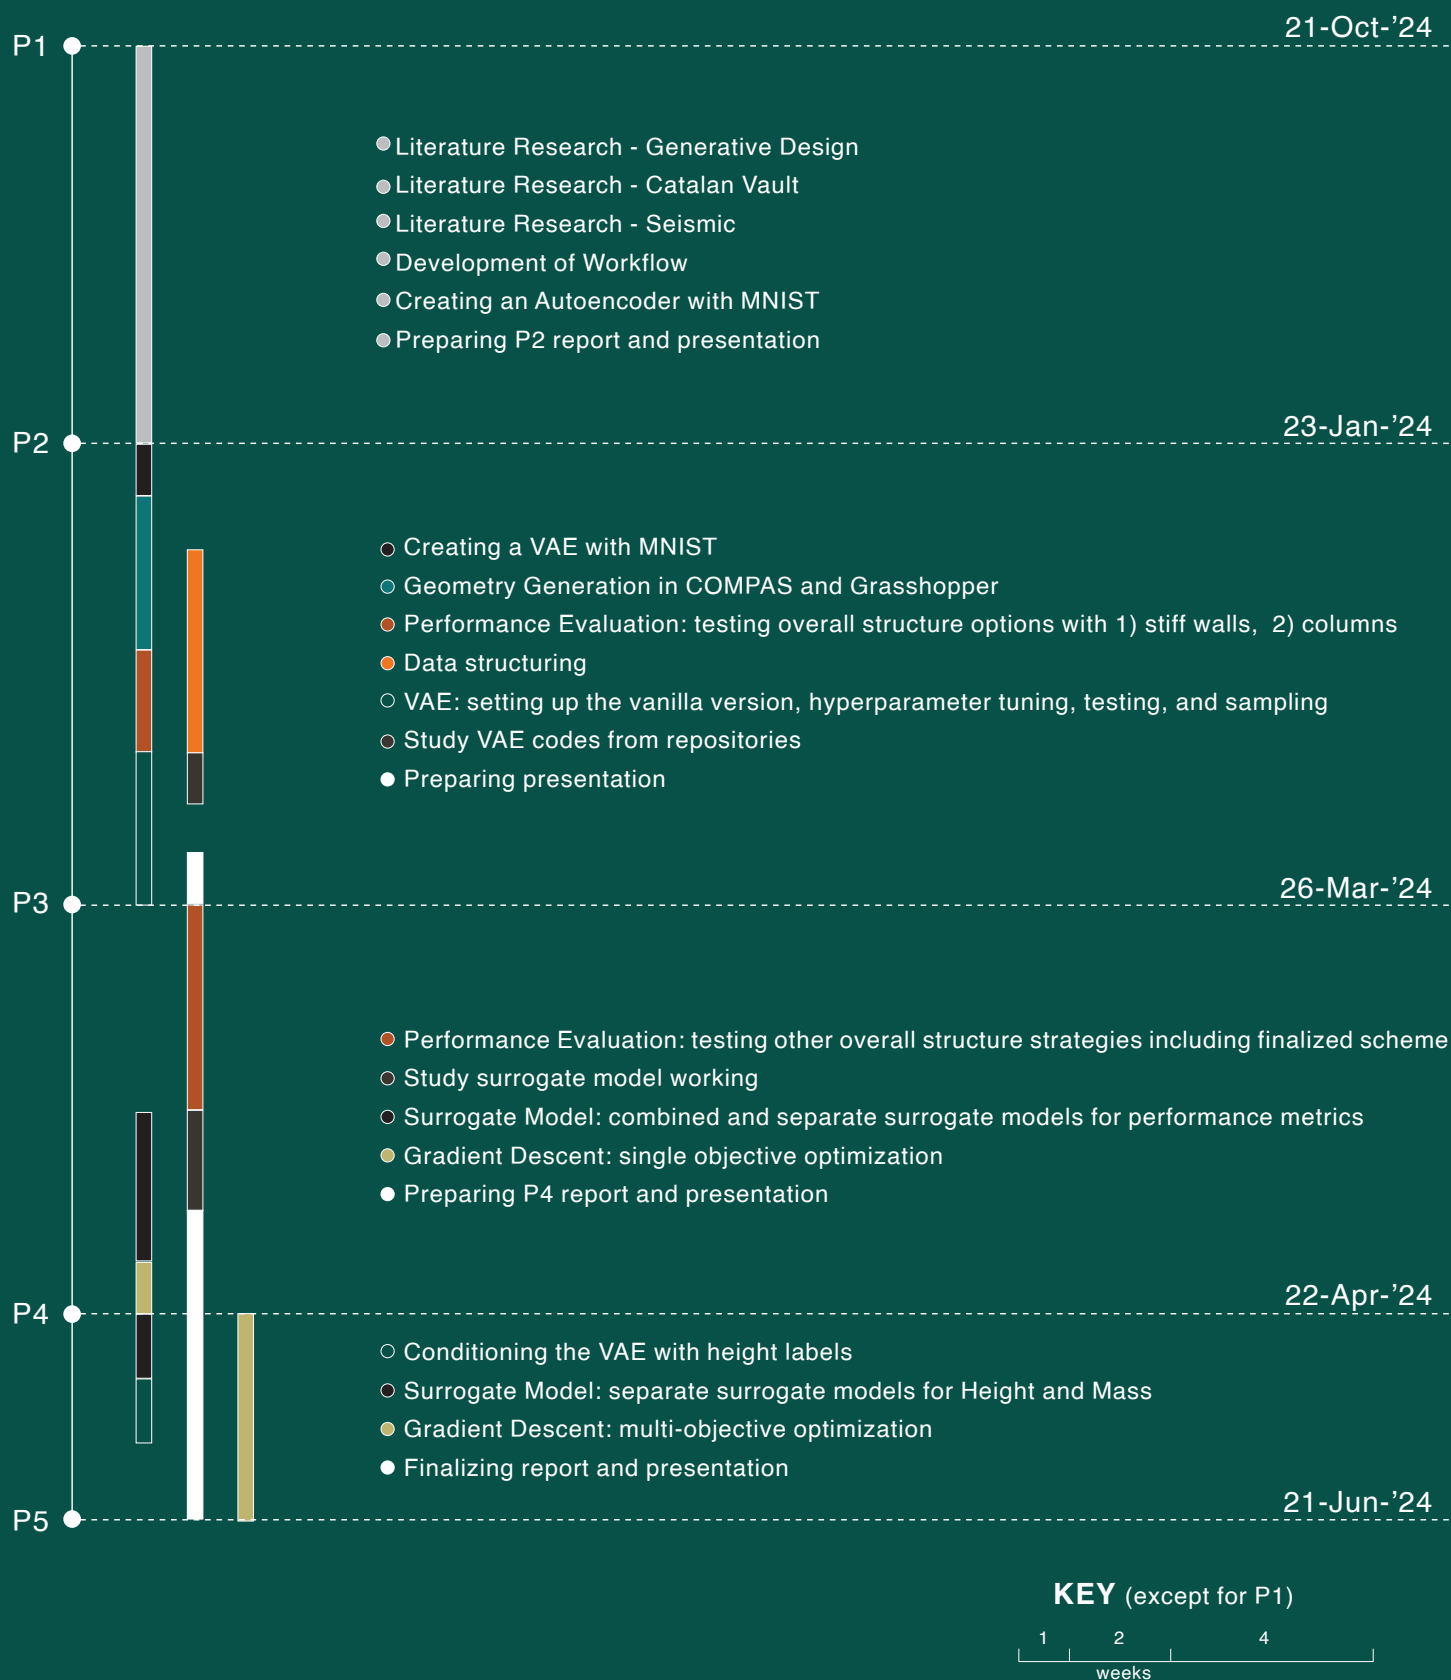 P1
21-Oct-’24
Literature Research - Generative Design
Literature Research - Catalan Vault
Literature Research - Seismic
Development of Workflow
Creating an Autoencoder with MNIST
Preparing P2 report and presentation
P2
23-Jan-’24
Creating a VAE with MNIST
Geometry Generation in COMPAS and Grasshopper
Performance Evaluation: testing overall structure options with 1) stiff walls, 2) columns
Data structuring
VAE: setting up the vanilla version, hyperparameter tuning, testing, and sampling
Study VAE codes from repositories
Preparing presentation
P3
26-Mar-’24
Performance Evaluation: testing other overall structure strategies including finalized scheme
Study surrogate model working
Surrogate Model: combined and separate surrogate models for performance metrics
Gradient Descent: single objective optimization
Preparing P4 report and presentation
P4
22-Apr-’24
Conditioning the VAE with height labels
Surrogate Model: separate surrogate models for Height and Mass
Gradient Descent: multi-objective optimization
Finalizing report and presentation
P5
21-Jun-’24
KEY (except for P1)
1 2 4
weeks